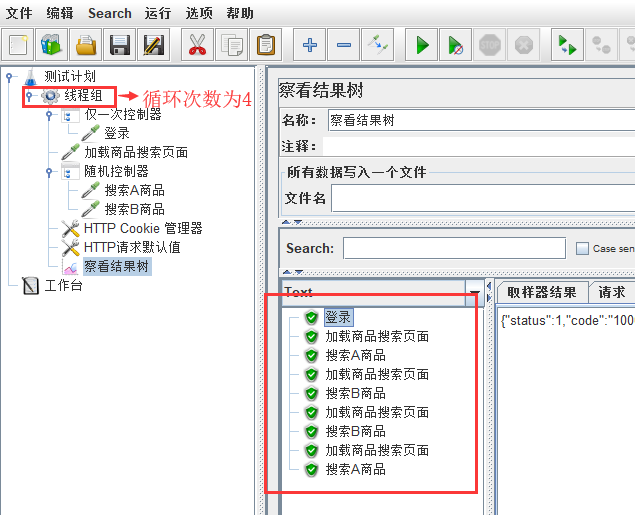 文件 编辑 Search 运行 选项 帮助
测试计划
线程组
循环次数为4
仅一次控制器
登录
加载商品搜索页面
随机控制器
搜索A商品
搜索B商品
HTTP Cookie 管理器
HTTP请求默认值
察看结果树
工作台
察看结果树
名称: 察看结果树
注释:
所有数据写入一个文件
文件名
Search: Case sen
Text
登录
加载商品搜索页面
搜索A商品
加载商品搜索页面
搜索B商品
加载商品搜索页面
搜索B商品
加载商品搜索页面
搜索A商品
取样器结果 请求
{"status":1,"code":"100